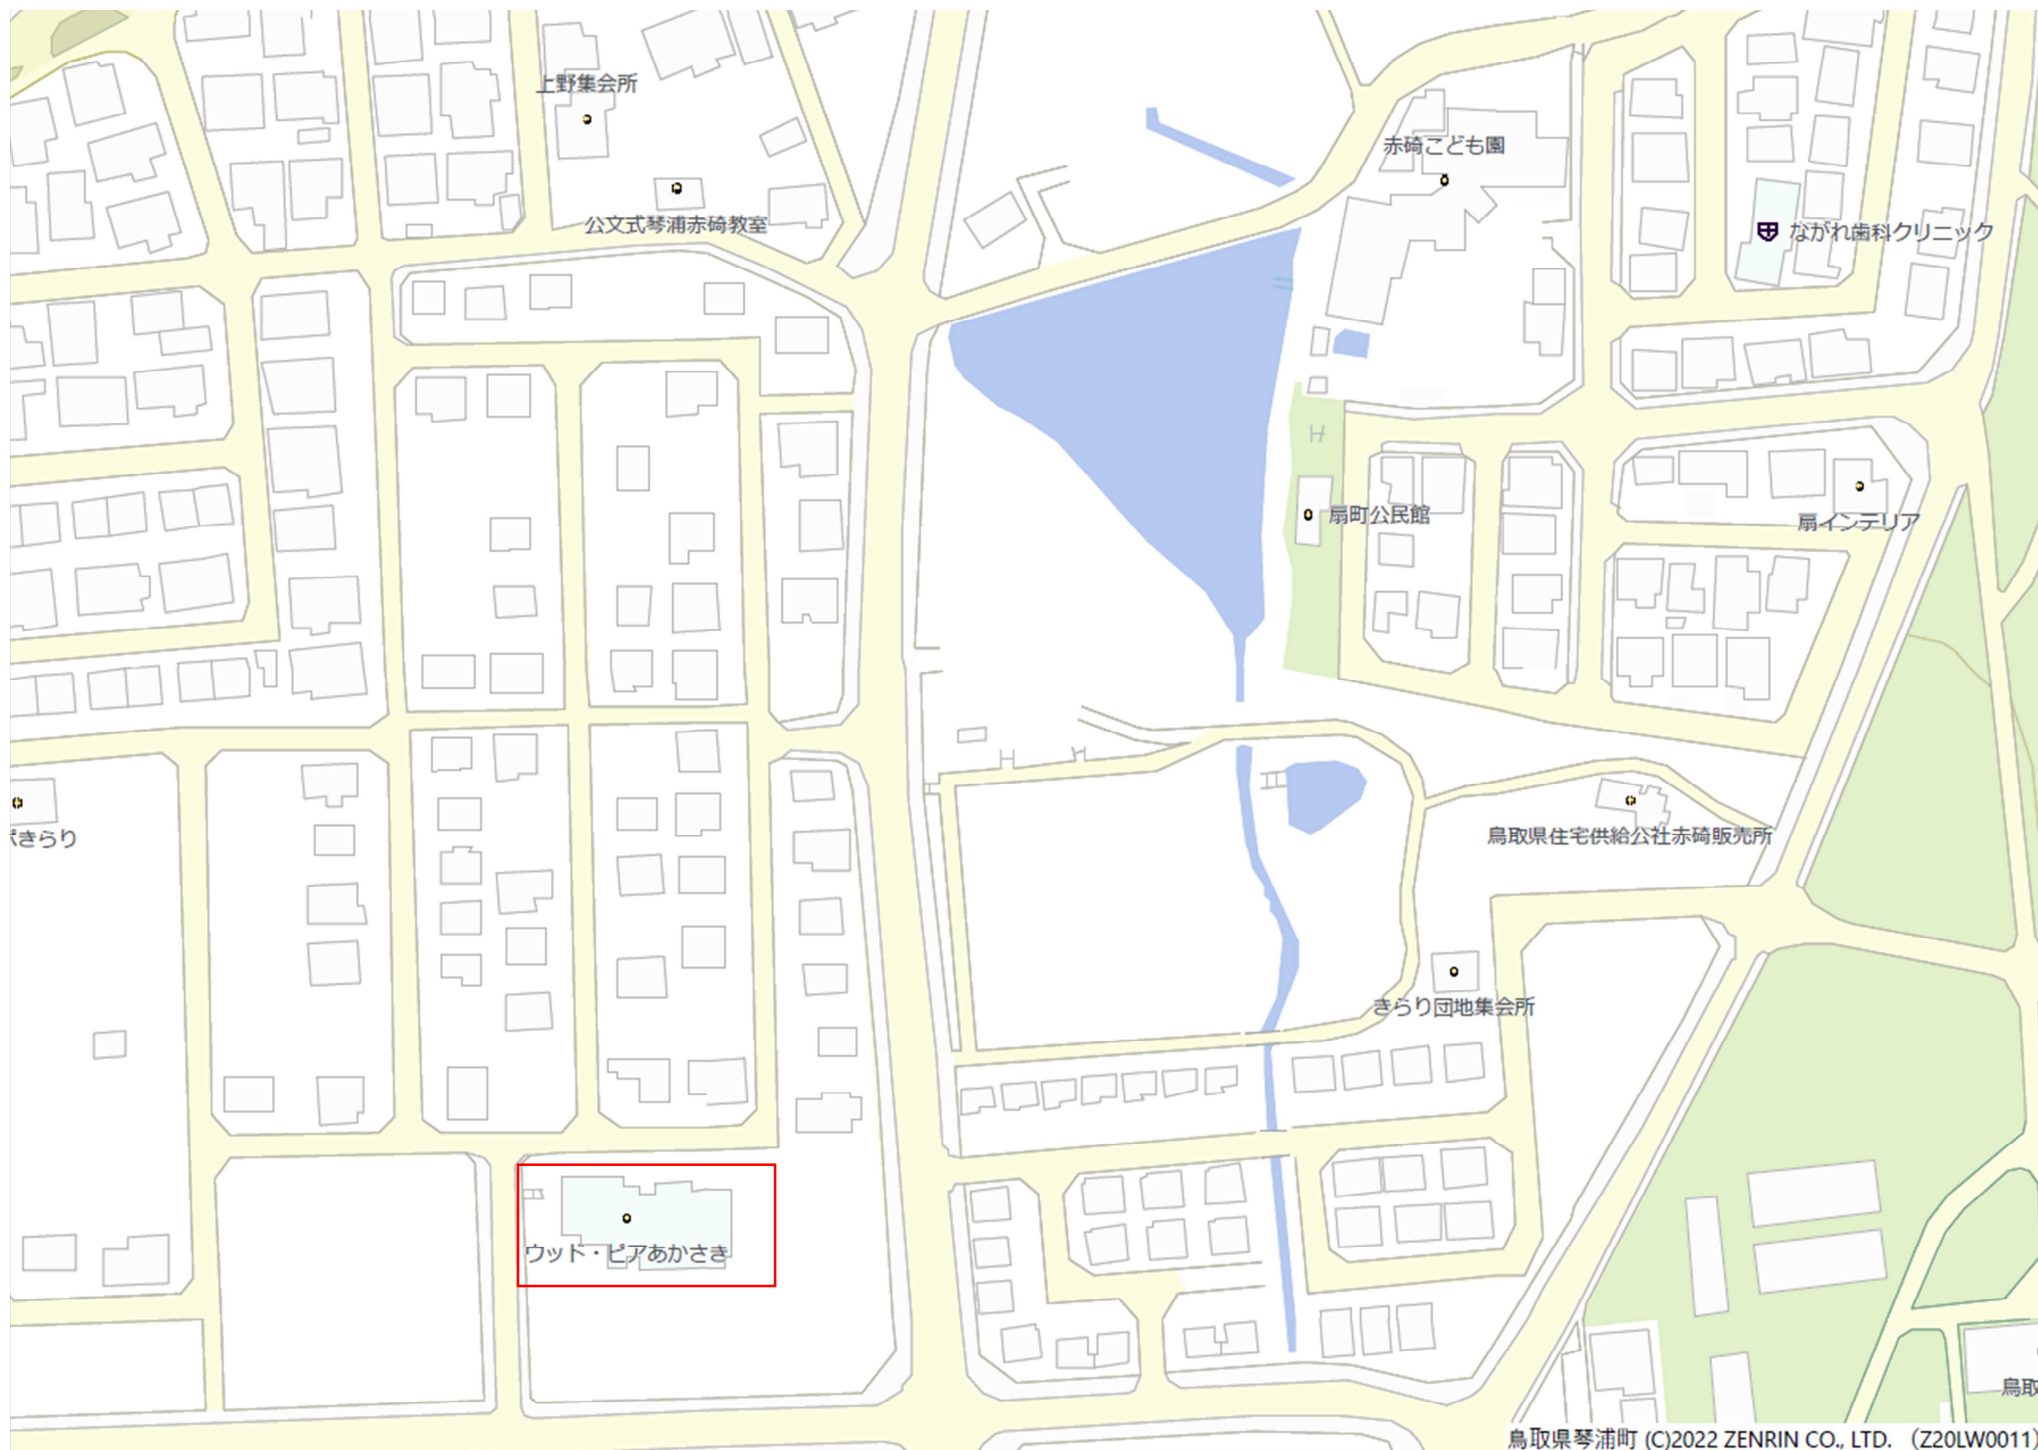 上野集会所
赤碕こども園
公文式琴浦赤碕教室
ながれ歯科クリニック
扇町公民館
扇インテリア
きらり
鳥取県住宅供給公社赤碕販売所
きらり団地集会所
ウッド・ピアあかさき
鳥取
鳥取県琴浦町 (C)2022 ZENRIN CO., LTD. (Z20LW0011)